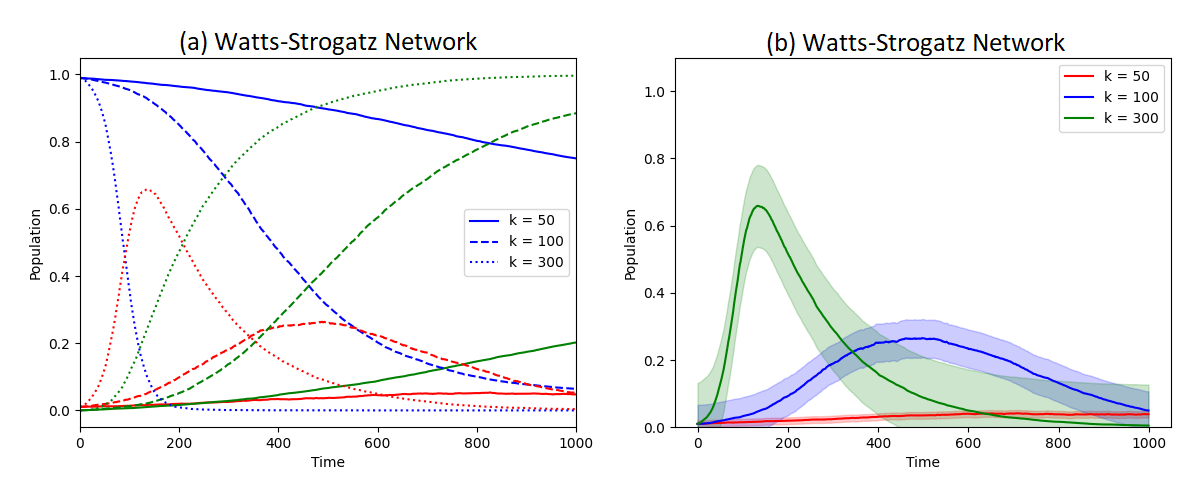 (a) Watts-Strogatz Network
Population
1.0
0.8
0.6
0.4
0.2
0.0
k = 50
k = 100
k = 300
0
200
400
600
800
1000
Time
(b) Watts-Strogatz Network
Population
1.0
0.8
0.6
0.4
0.2
0.0
k = 50
k = 100
k = 300
0
200
400
600
800
1000
Time